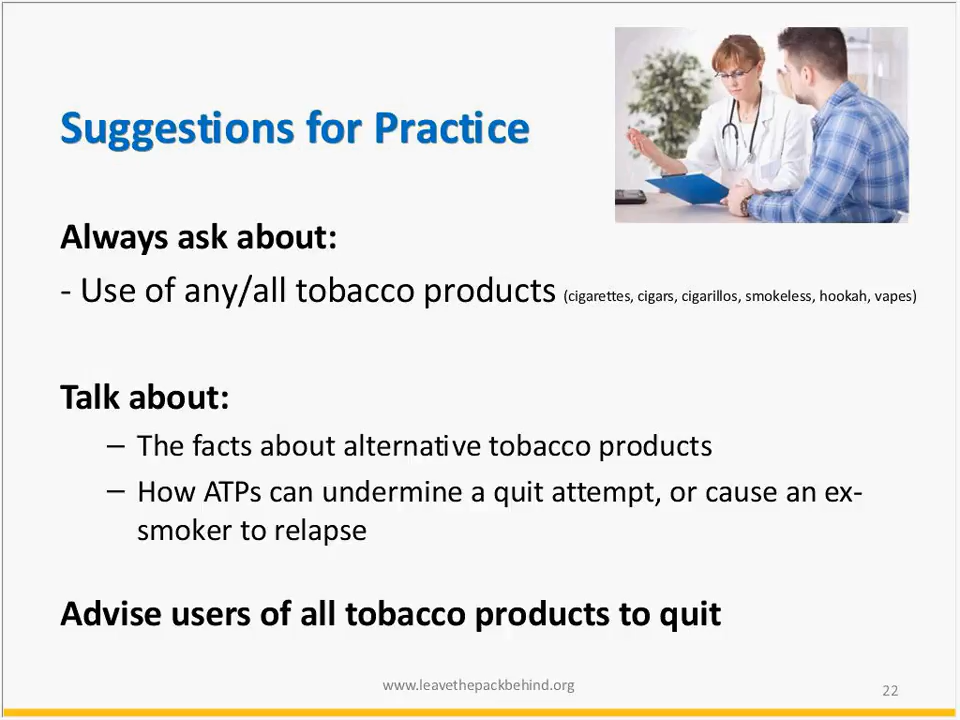 Suggestions for Practice
Always ask about:
- Use of any/all tobacco products (cigarettes, cigars, cigarillos, smokeless, hookah, vapes)
Talk about:
– The facts about alternative tobacco products
– How ATPs can undermine a quit attempt, or cause an ex-
smoker to relapse
Advise users of all tobacco products to quit
www.leavethepackbehind.org
22